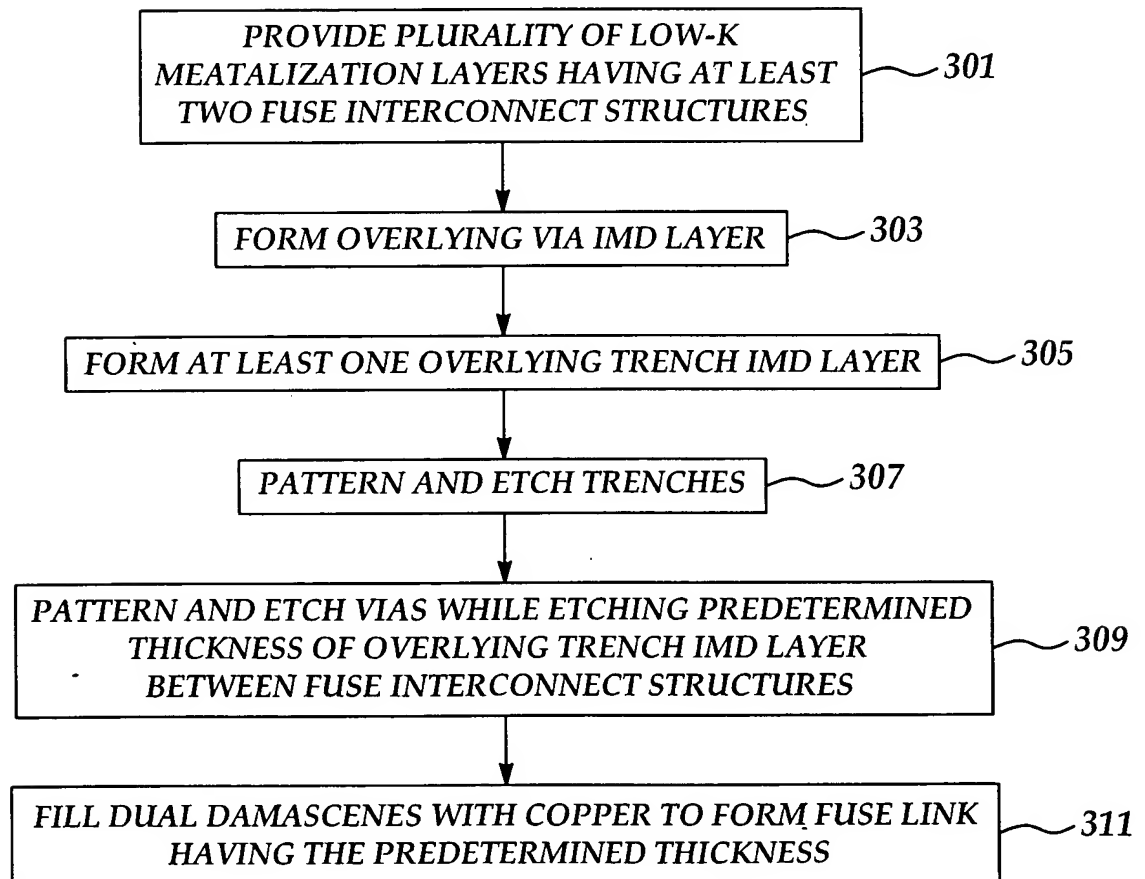 PROVIDE PLURALITY OF LOW-K
MEATALIZATION LAYERS HAVING AT LEAST
TWO FUSE INTERCONNECT STRUCTURES
301
FORM OVERLYING VIA IMD LAYER
303
FORM AT LEAST ONE OVERLYING TRENCH IMD LAYER
305
PATTERN AND ETCH TRENCHES
307
PATTERN AND ETCH VIAS WHILE ETCHING PREDETERMINED
THICKNESS OF OVERLYING TRENCH IMD LAYER
BETWEEN FUSE INTERCONNECT STRUCTURES
309
FILL DUAL DAMASCENES WITH COPPER TO FORM FUSE LINK
HAVING THE PREDETERMINED THICKNESS
311